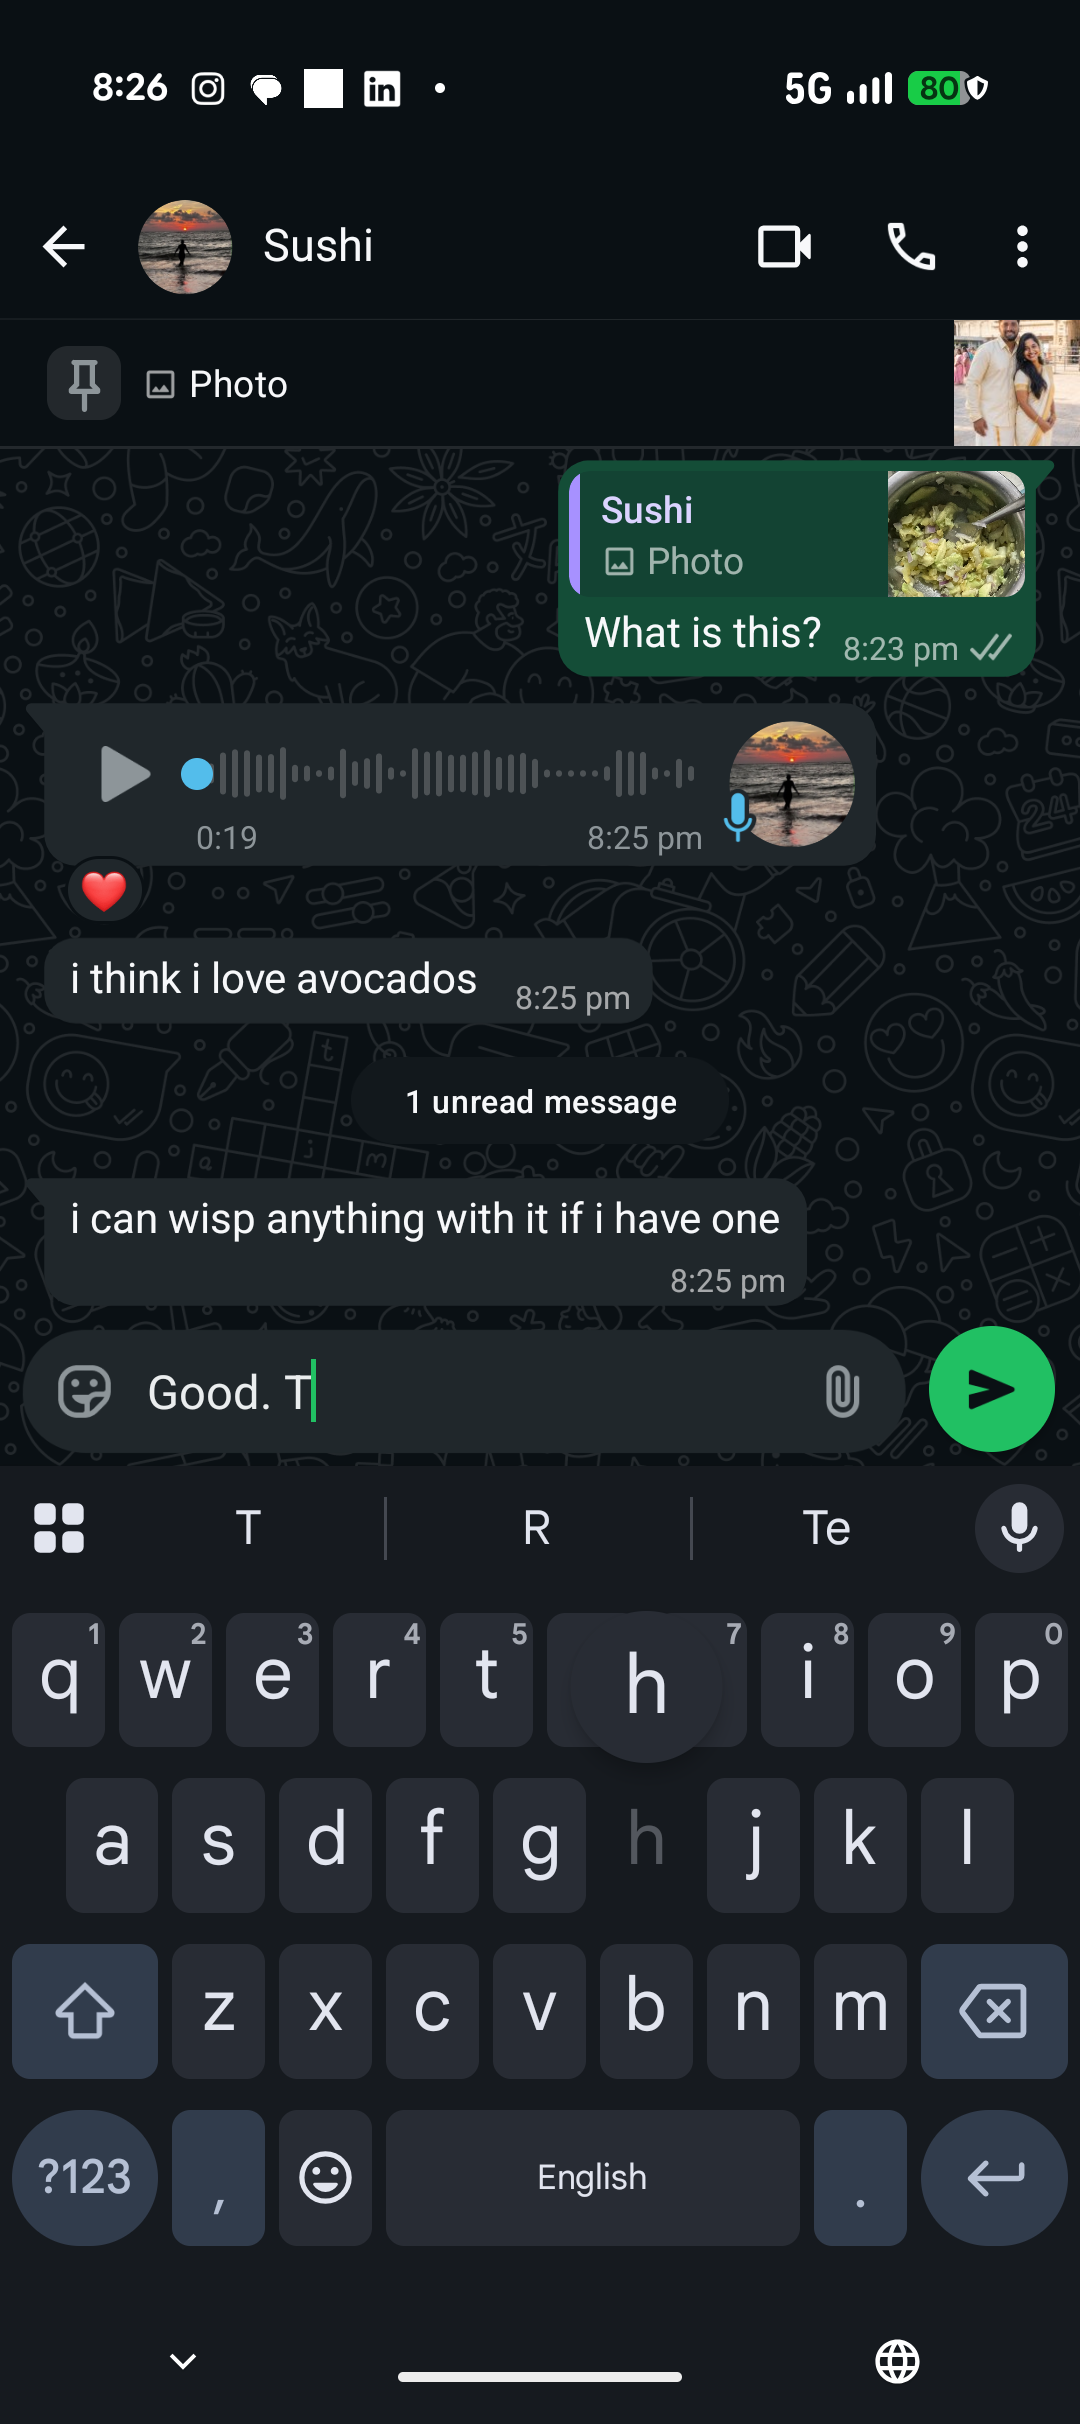 8:26
5G
80
Sushi
Photo
Sushi
Photo
What is this?
8:23 pm
0:19
8:25 pm
i think i love avocados
8:25 pm
1 unread message
i can wisp anything with it if i have one
8:25 pm
Good. T
T R Te
1 2 3 4 5 7 8 9 0
q w e r t h i o p
a s d f g h j k l
z x c v b n m
?123 , English .